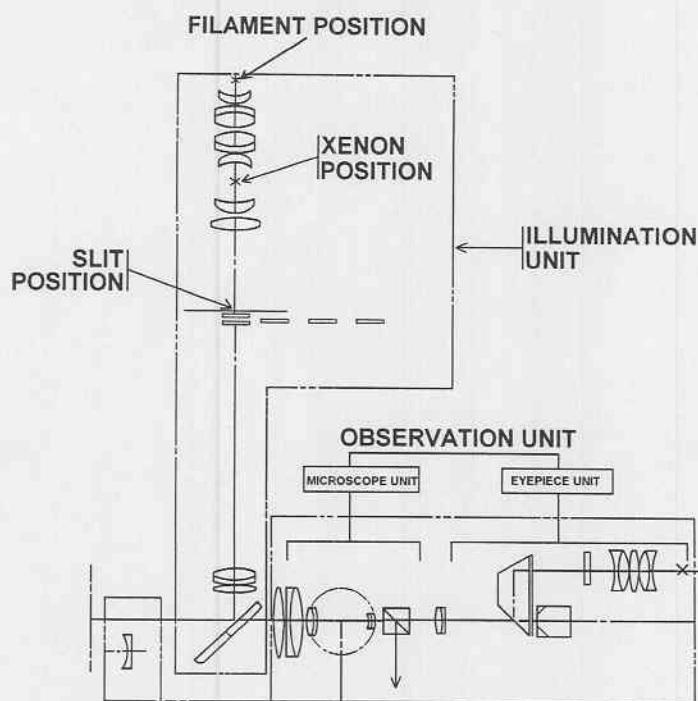 FILAMENT POSITION
XENON
POSITION
SLIT
POSITION
ILLUMINATION
UNIT
OBSERVATION UNIT
MICROSCOPE UNIT
EYEPIECE UNIT